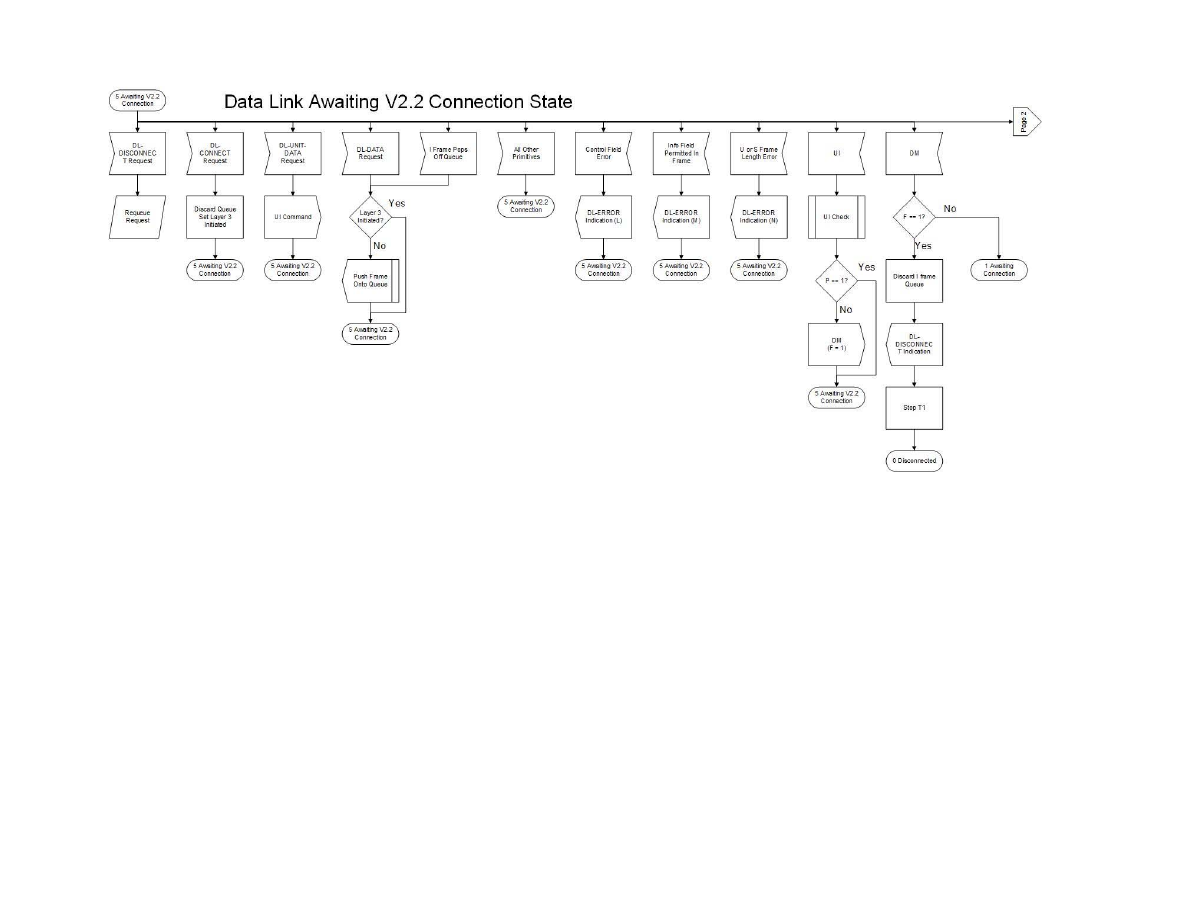 5 Awaiting V2.2
Connection
Data Link Awaiting V2.2 Connection State
Page 2
DL-
DISCONNEC
T Request
DL-
CONNECT
Request
DL-UNIT-
DATA
Request
DL-DATA
Request
I Frame Pops
Off Queue
All Other
Primitives
Control Field
Error
Info Field
Permitted In
Frame
U or S Frame
Length Error
UI
DM
Requeue
Request
Discard Queue
Set Layer 3
Initiated
UI Command
Layer 3
Initiated?
Yes
No
5 Awaiting V2.2
Connection
DL-ERROR
Indication (L)
DL-ERROR
Indication (M)
DL-ERROR
Indication (N)
UI Check
F == 1?
No
Yes
5 Awaiting V2.2
Connection
5 Awaiting V2.2
Connection
Push Frame
Onto Queue
5 Awaiting V2.2
Connection
5 Awaiting V2.2
Connection
5 Awaiting V2.2
Connection
P == 1?
Yes
No
Discard I frame
Queue
1 Awaiting
Connection
5 Awaiting V2.2
Connection
DM
(F = 1)
DL-
DISCONNEC
T Indication
5 Awaiting V2.2
Connection
Stop T1
0 Disconnected